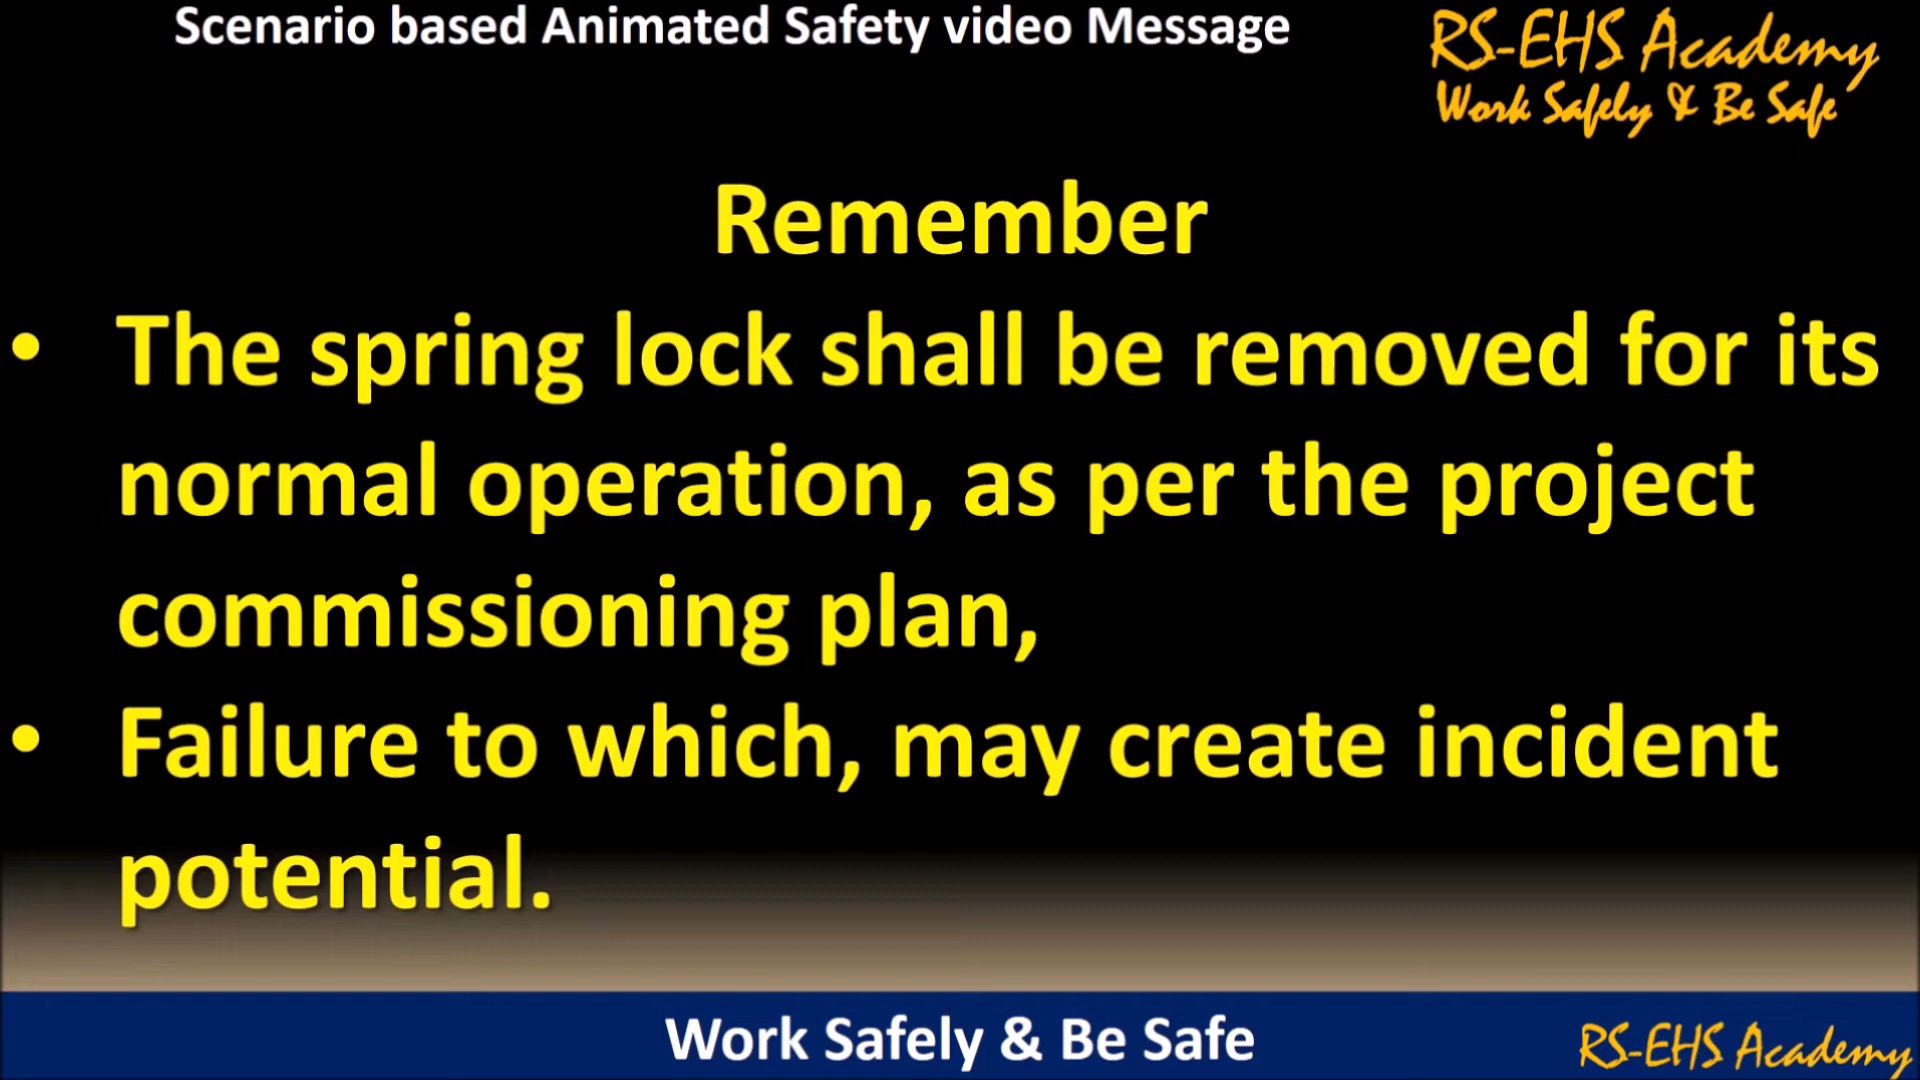 Scenario based Animated Safety video Message
RS-EHS Academy
Work Safely & Be Safe
Remember
• The spring lock shall be removed for its
normal operation, as per the project
commissioning plan,
• Failure to which, may create incident
potential.
Work Safely & Be Safe
RS-EHS Academy